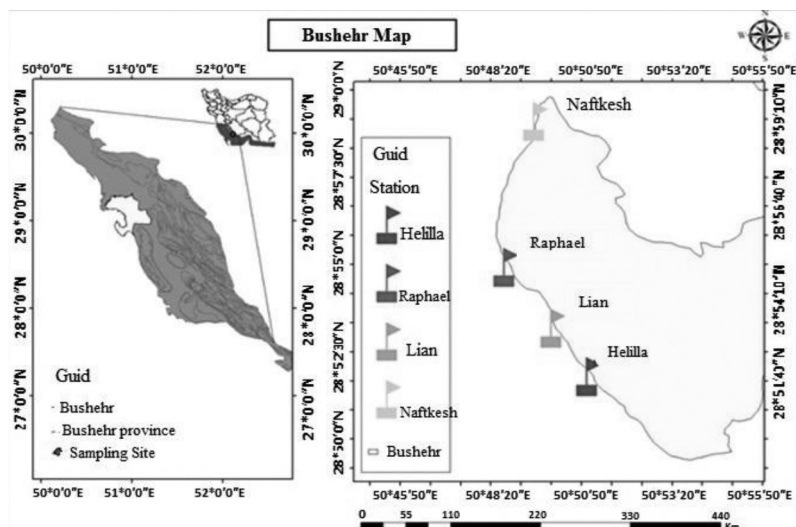 Bushehr Map
N
W E
S
50°0'0"E 51°0'0"E 52°0'0"E
30°0'0"N
29°0'0"N
28°0'0"N
27°0'0"N
30°0'0"N
29°0'0"N
28°0'0"N
27°0'0"N
Guid
Bushehr
Bushehr province
Sampling Site
50°0'0"E 51°0'0"E 52°0'0"E
50°45'50"E 50°48'20"E 50°50'50"E 50°53'20"E 50°55'50"E
29°0'0"N
28°57'30"N
28°55'0"N
28°52'30"N
28°50'0"N
Guid
Station
Helilla
Raphael
Lian
Naftkesh
Bushehr
Naftkesh
Raphael
Lian
Helilla
28°59'10"N
28°56'40"N
28°54'10"N
50°45'50"E 50°48'20"E 50°50'50"E 50°53'20"E 50°55'50"E
0 55 110 220 330 440